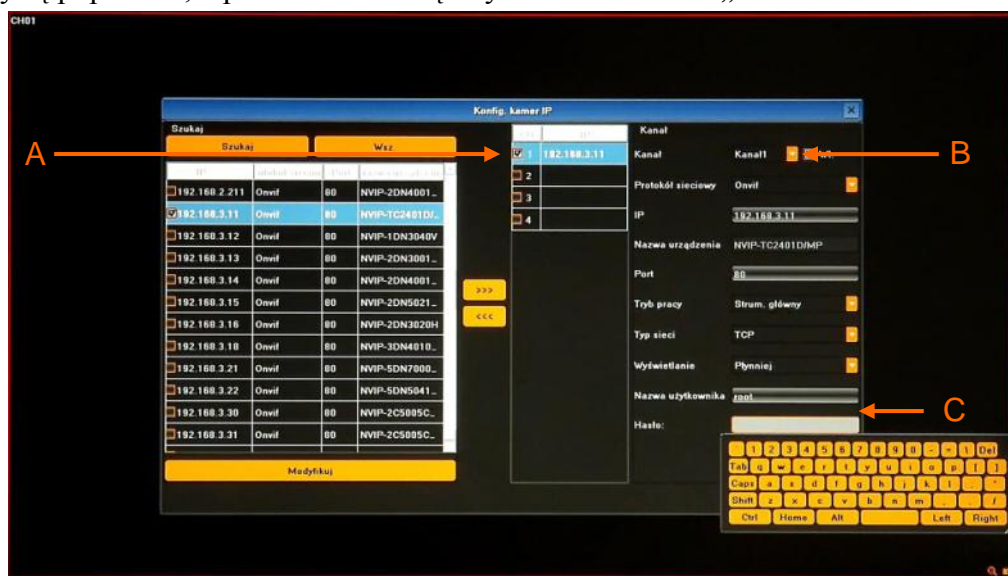 CH01
Konfig. kamer IP
Szukaj
Szukaj Wsz
IP Port
192.168.2.211 Onvif 80 NVIP-2DN4001_
192.168.3.11 Onvif 80 NVIP-TC2401D/_
192.168.3.12 Onvif 80 NVIP-1DN3040V
192.168.3.13 Onvif 80 NVIP-2DN3001_
192.168.3.14 Onvif 80 NVIP-2DN4001_
192.168.3.15 Onvif 80 NVIP-2DN5021_
192.168.3.16 Onvif 80 NVIP-2DN3020H
192.168.3.18 Onvif 80 NVIP-3DN4010_
192.168.3.21 Onvif 80 NVIP-5DN7000_
192.168.3.22 Onvif 80 NVIP-5DN5041_
192.168.3.30 Onvif 80 NVIP-2C5005C_
192.168.3.31 Onvif 80 NVIP-2C5005C_
Modyfikuj
>>>
<<<
IP
1 192.168.3.11
2
3
4
Kanał
Kanał Kanał1
Protokół sieciowy Onvif
IP 192.168.3.11
Nazwa urządzenia NVIP-TC2401D/MP
Port 80
Tryb pracy Strum. główny
Typ sieci TCP
Wyświetlanie Płynniej
Nazwa użytkownika root
Hasło:
1 2 3 4 5 6 7 8 9 0 - = \ Del
Tab q w e r t y u i o p [ ]
Caps a s d f g h j k l ; '
Shift z x c v b n m , . /
Ctrl Home Alt Left Right
A
B
C